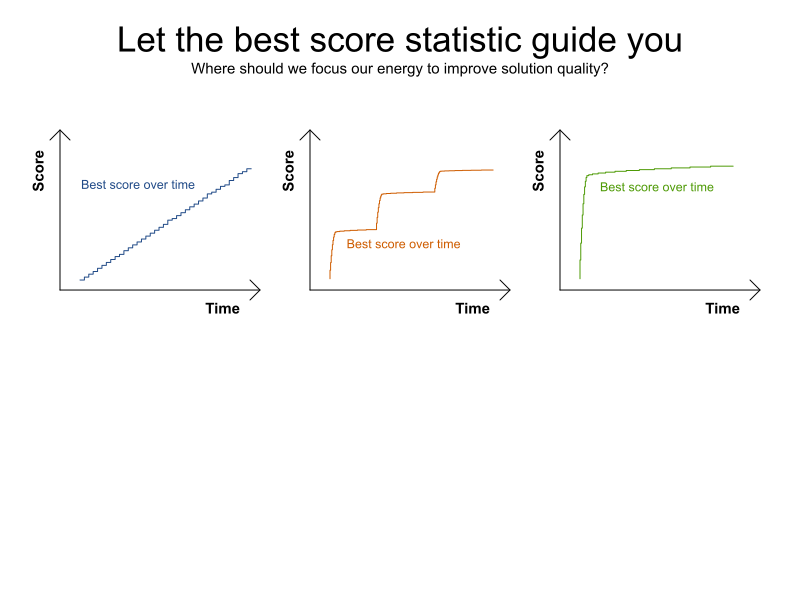 Let the best score statistic guide you
Where should we focus our energy to improve solution quality?
Score
Best score over time
Time
Score
Best score over time
Time
Score
Best score over time
Time